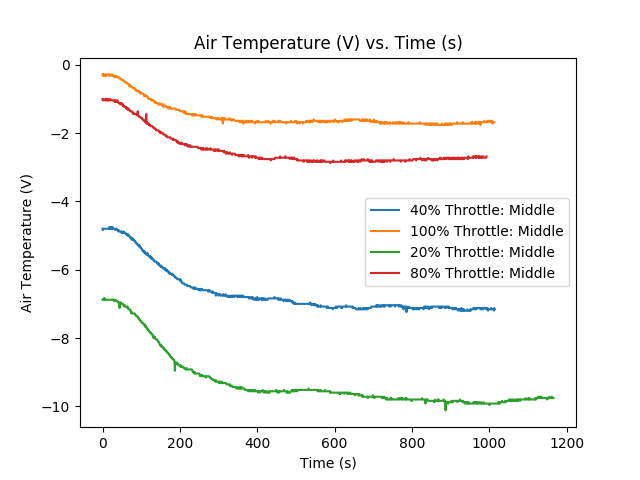 Air Temperature (V) vs. Time (s)
Air Temperature (V)
0
−2
−4
−6
−8
−10
40% Throttle: Middle
100% Throttle: Middle
20% Throttle: Middle
80% Throttle: Middle
0 200 400 600 800 1000 1200
Time (s)